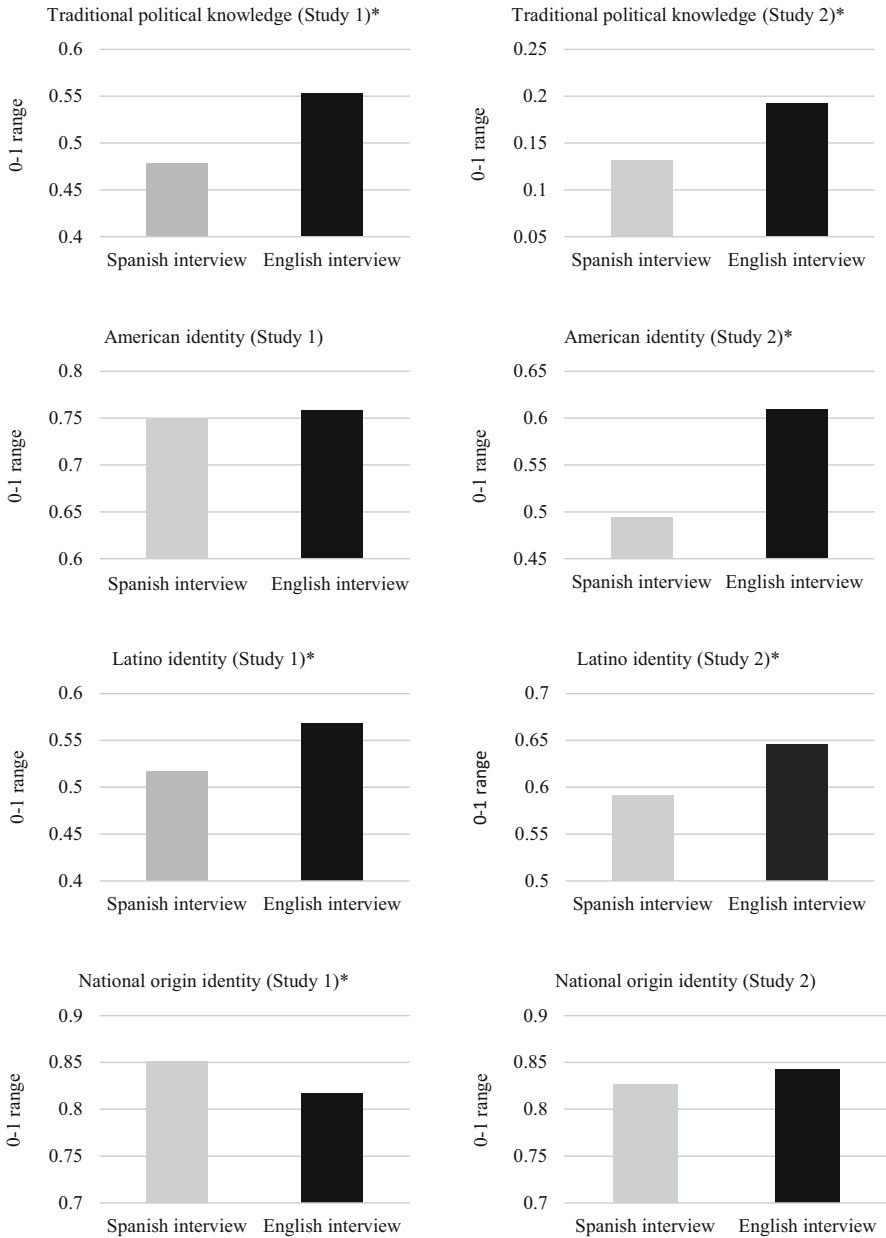 Traditional political knowledge (Study 1)*
0-1 range
0.6
0.55
0.5
0.45
0.4
Spanish interview English interview
Traditional political knowledge (Study 2)*
0-1 range
0.25
0.2
0.15
0.1
0.05
Spanish interview English interview
American identity (Study 1)
0-1 range
0.8
0.75
0.7
0.65
0.6
Spanish interview English interview
American identity (Study 2)*
0-1 range
0.65
0.6
0.55
0.5
0.45
Spanish interview English interview
Latino identity (Study 1)*
0-1 range
0.6
0.55
0.5
0.45
0.4
Spanish interview English interview
Latino identity (Study 2)*
0-1 range
0.7
0.65
0.6
0.55
0.5
Spanish interview English interview
National origin identity (Study 1)*
0-1 range
0.9
0.85
0.8
0.75
0.7
Spanish interview English interview
National origin identity (Study 2)
0-1 range
0.9
0.85
0.8
0.75
0.7
Spanish interview English interview